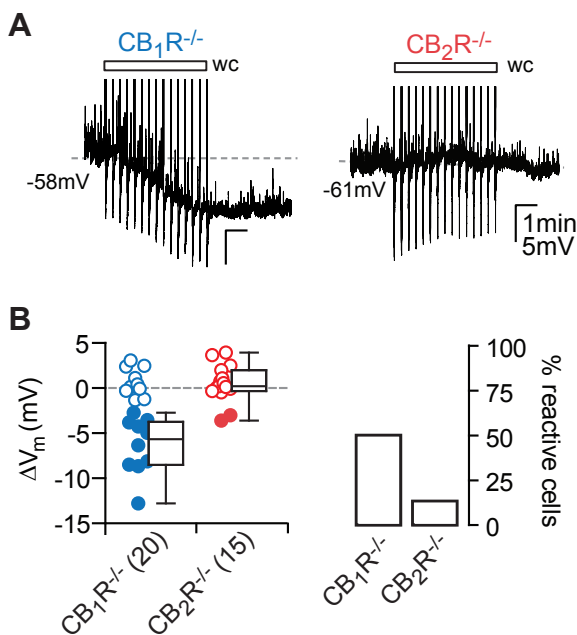 A
CB₁R⁻/⁻ CB₂R⁻/⁻
wc wc
-58mV -61mV
1min
5mV
B
5
0
-5
-10
-15
ΔVₘ (mV)
CB₁R⁻/⁻ (20)
CB₂R⁻/⁻ (15)
100
75
50
25
0
% reactive cells
CB₁R⁻/⁻
CB₂R⁻/⁻